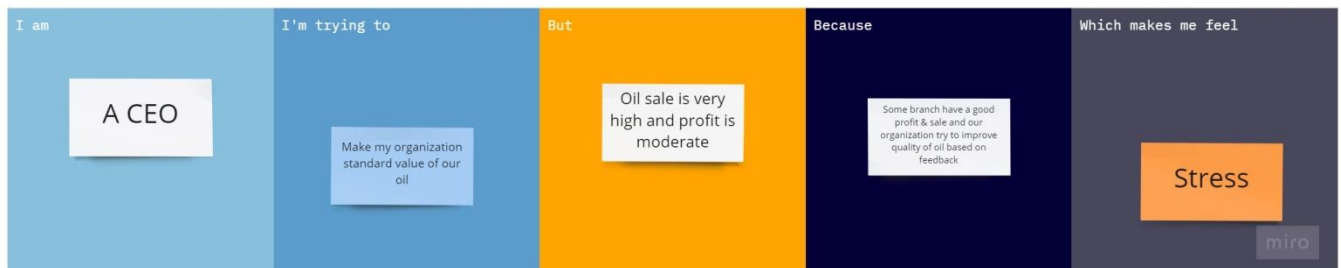 I am
A CEO
I'm trying to
Make my organization
standard value of our
oil
But
Oil sale is very
high and profit is
moderate
Because
Some branch have a good
profit & sale and our
organization try to improve
quality of oil based on
feedback
Which makes me feel
Stress
miro